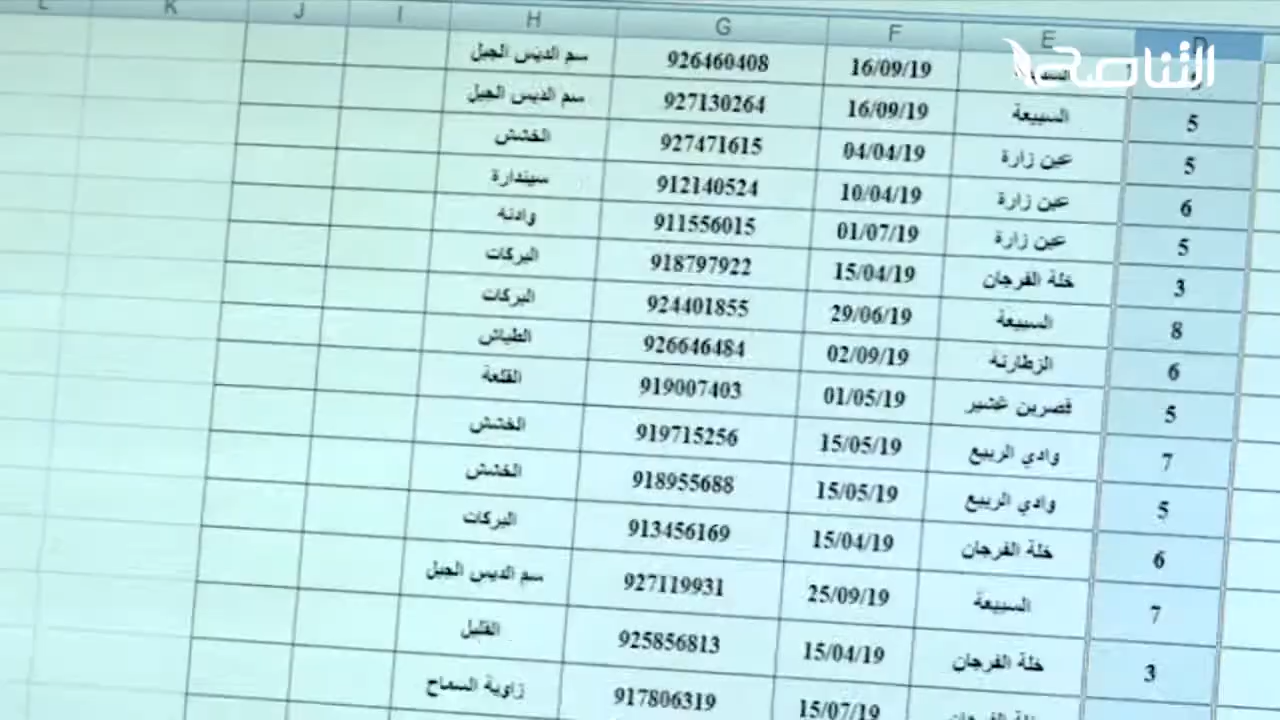 L K J I H G F E D
التناصح
16/09/19 926460408 سم الديس الجبل
5 السبيعة 16/09/19 927130264 سم الديس الجبل
5 عين زارة 04/04/19 927471615 الخشش
6 عين زارة 10/04/19 912140524 سيندارة
5 عين زارة 01/07/19 911556015 وادنة
3 خلة الفرجان 15/04/19 918797922 البركات
8 السبيعة 29/06/19 924401855 البركات
6 الزطارنة 02/09/19 926646484 الطياش
5 قصربن غشير 01/05/19 919007403 القلعة
7 وادي الربيع 15/05/19 919715256 الخشش
5 وادي الربيع 15/05/19 918955688 الخشش
6 خلة الفرجان 15/04/19 913456169 البركات
7 السبيعة 25/09/19 927119931 سم الديس الجبل
3 خلة الفرجان 15/04/19 925856813 القليل
خلة الفرجان 15/07/19 917806319 زاوية السماح